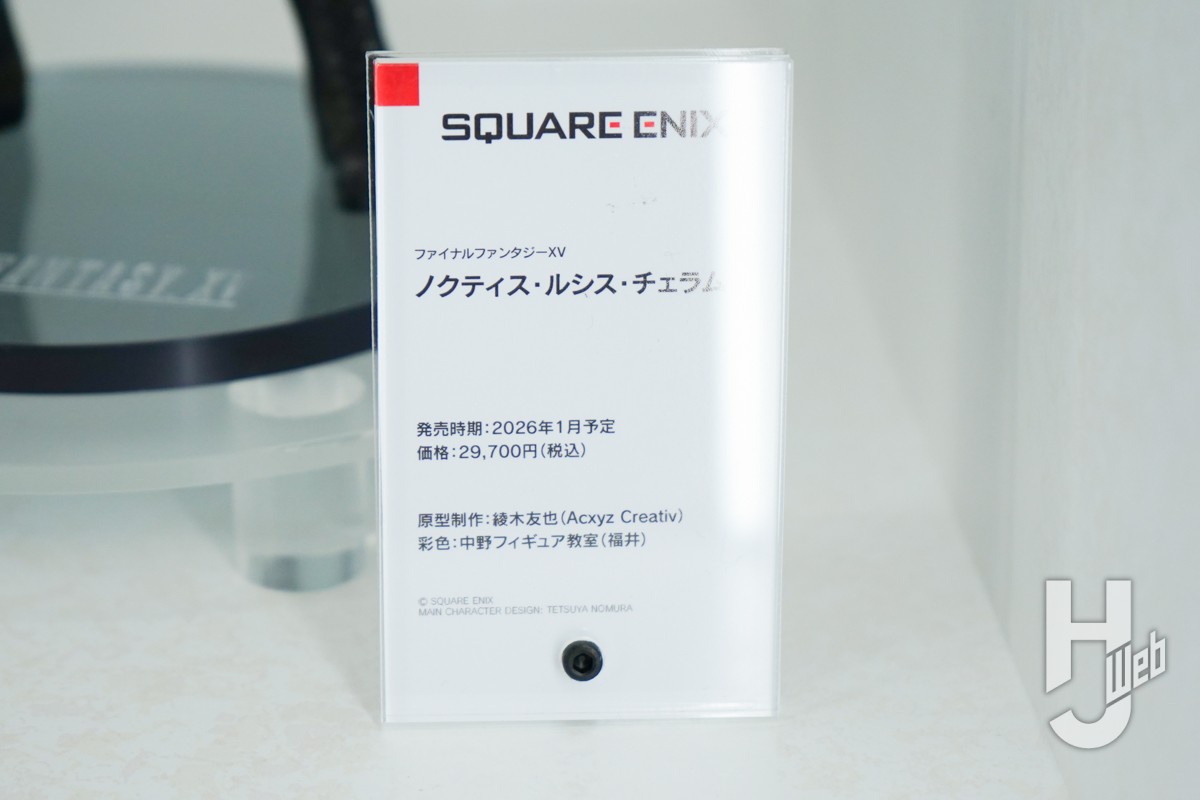 SQUARE ENIX
ファイナルファンタジーXV
ノクティス・ルシス・チェラム
発売時期：2026年1月予定
価格：29,700円（税込）
原型制作：綾木友也（Acxyz Creativ）
彩色：中野フィギュア教室（福井）
© SQUARE ENIX
MAIN CHARACTER DESIGN: TETSUYA NOMURA
FANTASY XV
HJ Web